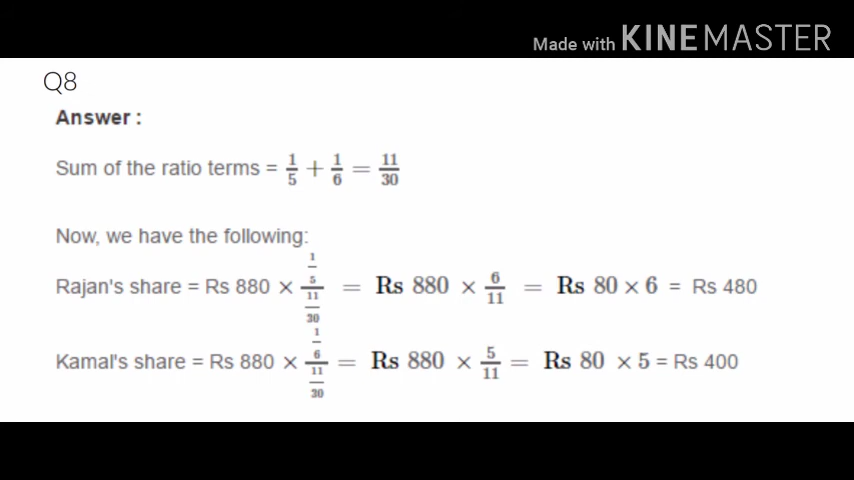 Made with KINEMASTER
Q8
Answer :
Sum of the ratio terms = 1/5 + 1/6 = 11/30
Now, we have the following:
Rajan's share = Rs 880 × (1/5)/(11/30) = Rs 880 × 6/11 = Rs 80 × 6 = Rs 480
Kamal's share = Rs 880 × (1/6)/(11/30) = Rs 880 × 5/11 = Rs 80 × 5 = Rs 400